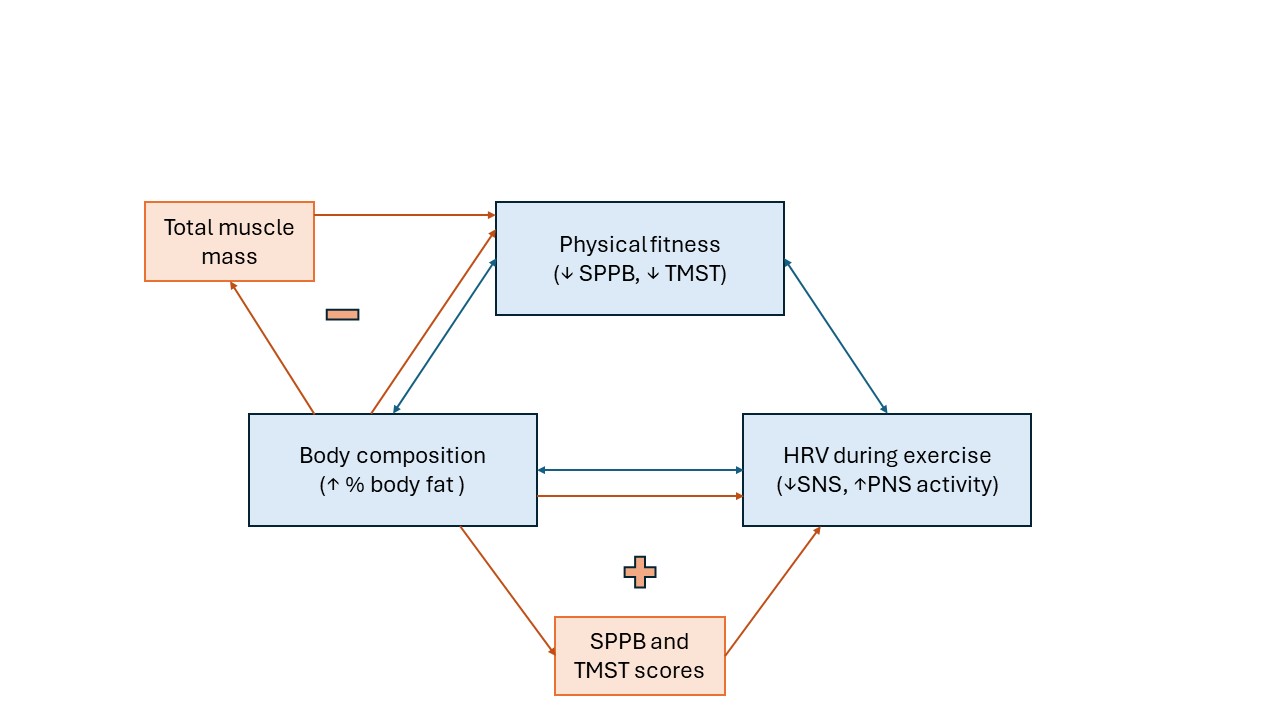 Total muscle
mass
Physical fitness
(↓ SPPB, ↓ TMST)
Body composition
(↑ % body fat )
HRV during exercise
(↓SNS, ↑PNS activity)
SPPB and
TMST scores